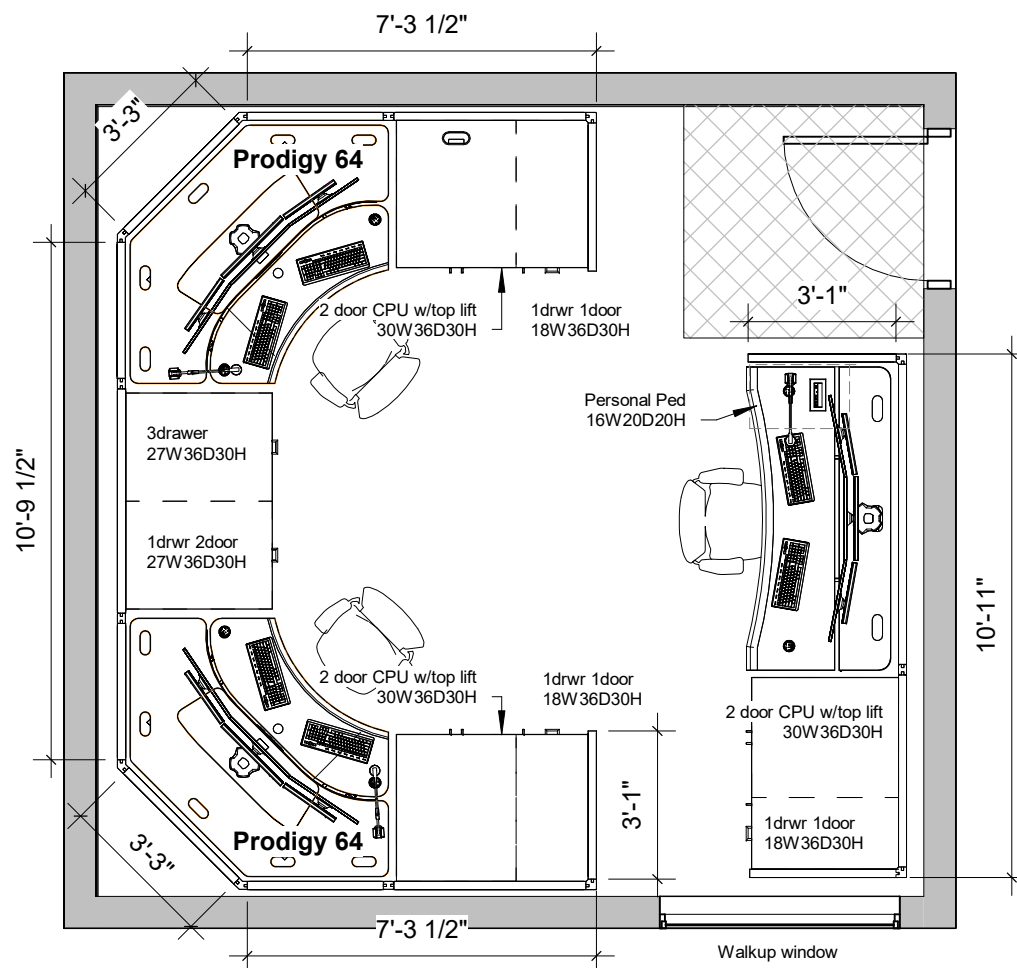 7'-3 1/2"
3'-3"
Prodigy 64
3'-1"
2 door CPU w/top lift
30W36D30H
1drwr 1door
18W36D30H
Personal Ped
16W20D20H
3drawer
27W36D30H
10'-9 1/2"
1drwr 2door
27W36D30H
10'-11"
2 door CPU w/top lift
30W36D30H
1drwr 1door
18W36D30H
2 door CPU w/top lift
30W36D30H
3'-1"
1drwr 1door
18W36D30H
Prodigy 64
3'-3"
7'-3 1/2"
Walkup window